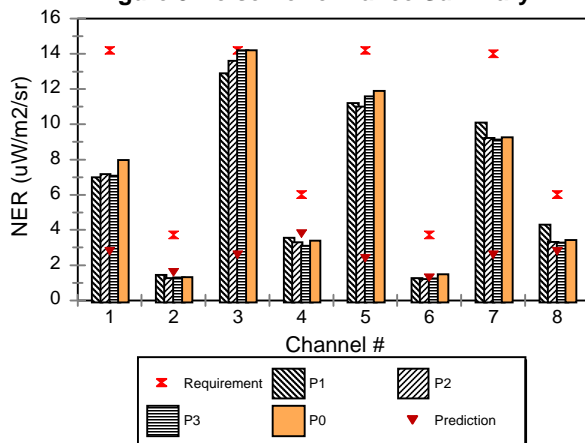 16
14
12
10
8
6
4
2
0
NER (uW/m2/sr)
1 2 3 4 5 6 7 8
Channel #
Requirement P1 P2
P3 P0 Prediction